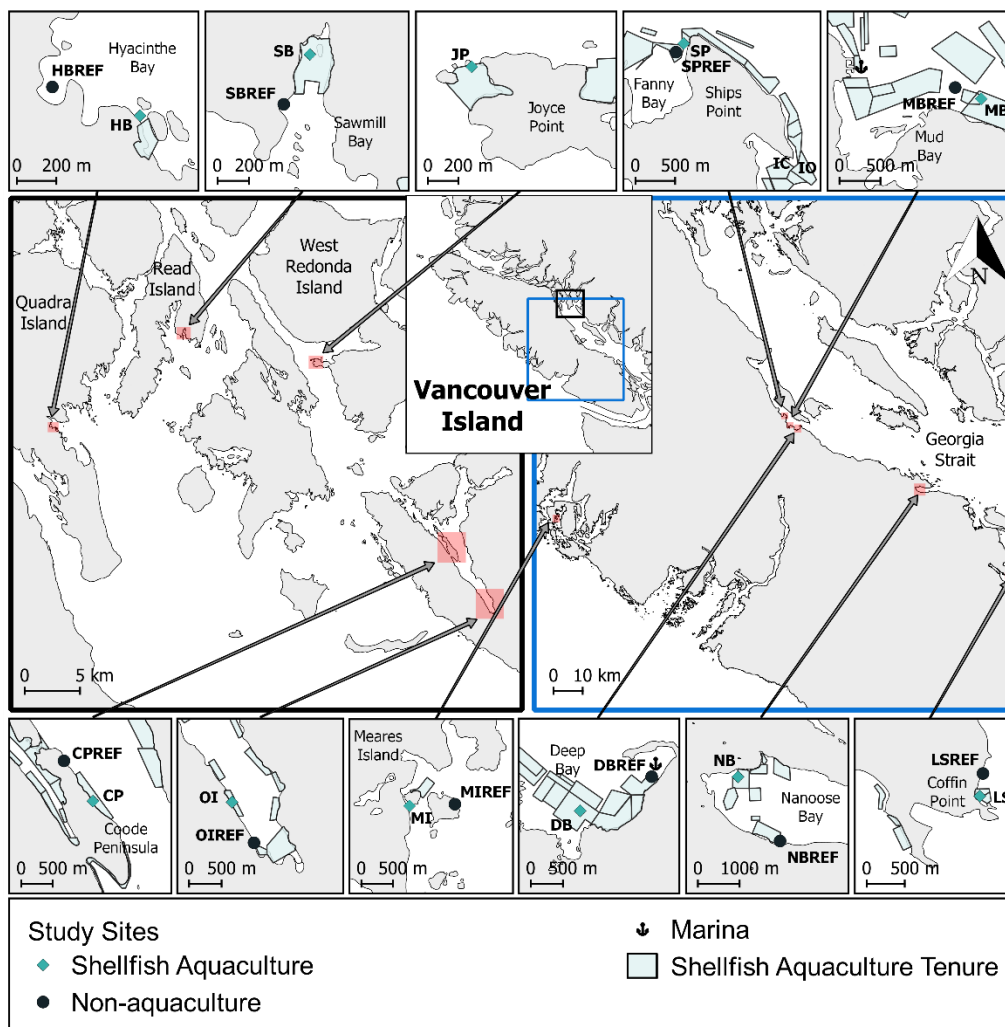 Hyacinthe
Bay
HBREF
HB
0 200 m
SB
SBREF
Sawmill
Bay
0 200 m
JP
Joyce
Point
0 200 m
SP
SPREF
Fanny
Bay
Ships
Point
IC
IO
0 500 m
MBREF
MB
Mud
Bay
0 500 m
Quadra
Island
Read
Island
West
Redonda
Island
0 5 km
Vancouver
Island
N
Georgia
Strait
0 10 km
CPREF
CP
Coode
Peninsula
0 500 m
OI
OIREF
0 500 m
Meares
Island
MI
MIREF
0 500 m
Deep
Bay
DBREF
DB
0 500 m
NB
Nanoose
Bay
NBREF
0 1000 m
LSREF
Coffin
Point
LS
0 500 m
Study Sites
Shellfish Aquaculture
Non-aquaculture
Marina
Shellfish Aquaculture Tenure